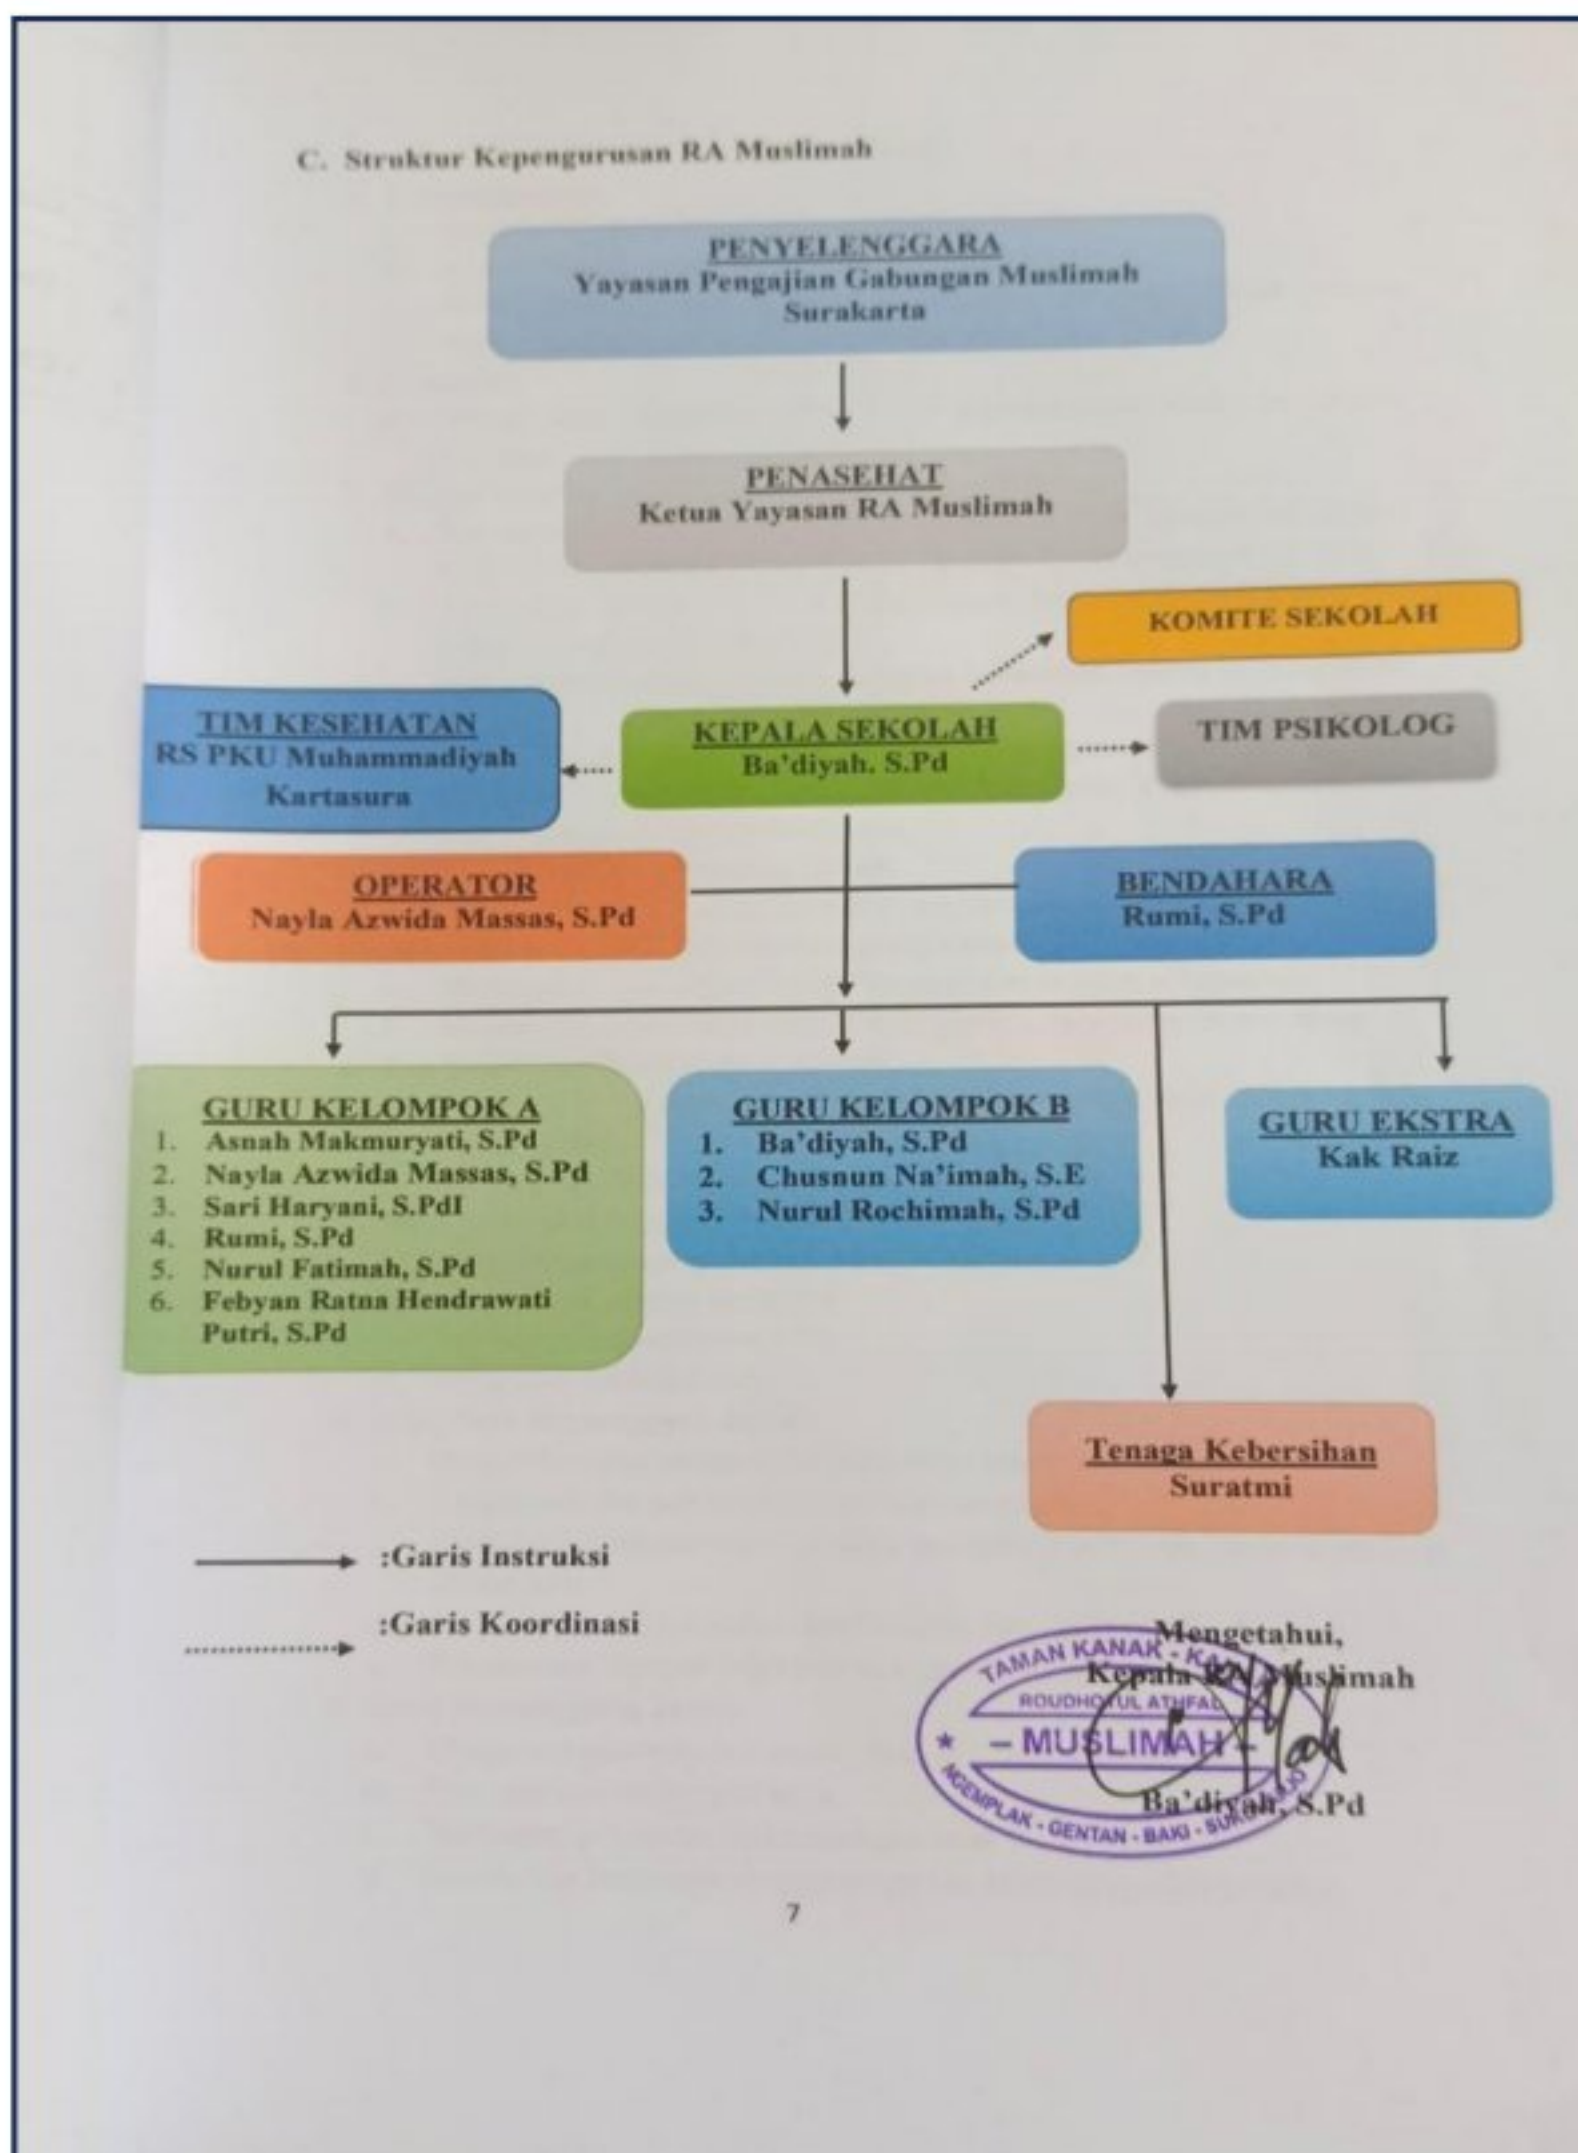 C. Struktur Kepengurusan RA Muslimah
PENYELENGGARA
Yayasan Pengajian Gabungan Muslimah
Surakarta
PENASEHAT
Ketua Yayasan RA Muslimah
KOMITE SEKOLAH
TIM KESEHATAN
RS PKU Muhammadiyah
Kartasura
KEPALA SEKOLAH
Ba'diyah. S.Pd
TIM PSIKOLOG
OPERATOR
Nayla Azwida Massas, S.Pd
BENDAHARA
Rumi, S.Pd
GURU KELOMPOK A
1. Asnah Makmuryati, S.Pd
2. Nayla Azwida Massas, S.Pd
3. Sari Haryani, S.PdI
4. Rumi, S.Pd
5. Nurul Fatimah, S.Pd
6. Febyan Ratna Hendrawati
Putri, S.Pd
GURU KELOMPOK B
1. Ba'diyah, S.Pd
2. Chusnun Na'imah, S.E
3. Nurul Rochimah, S.Pd
GURU EKSTRA
Kak Raiz
Tenaga Kebersihan
Suratmi
:Garis Instruksi
:Garis Koordinasi
Mengetahui,
Kepala RA Muslimah
TAMAN KANAK -
ROUDHOTUL ATHFAL
- MUSLIMAH -
NGEMPLAK - GENTAN - BAKI -
Ba'diyah, S.Pd
7